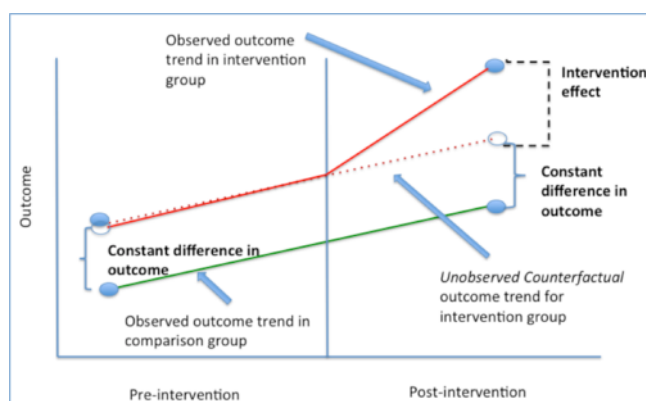 Observed outcome
trend in intervention
group
Intervention
effect
Constant
difference in
outcome
Outcome
Constant difference in
outcome
Unobserved Counterfactual
outcome trend for
intervention group
Observed outcome trend in
comparison group
Pre-intervention
Post-intervention